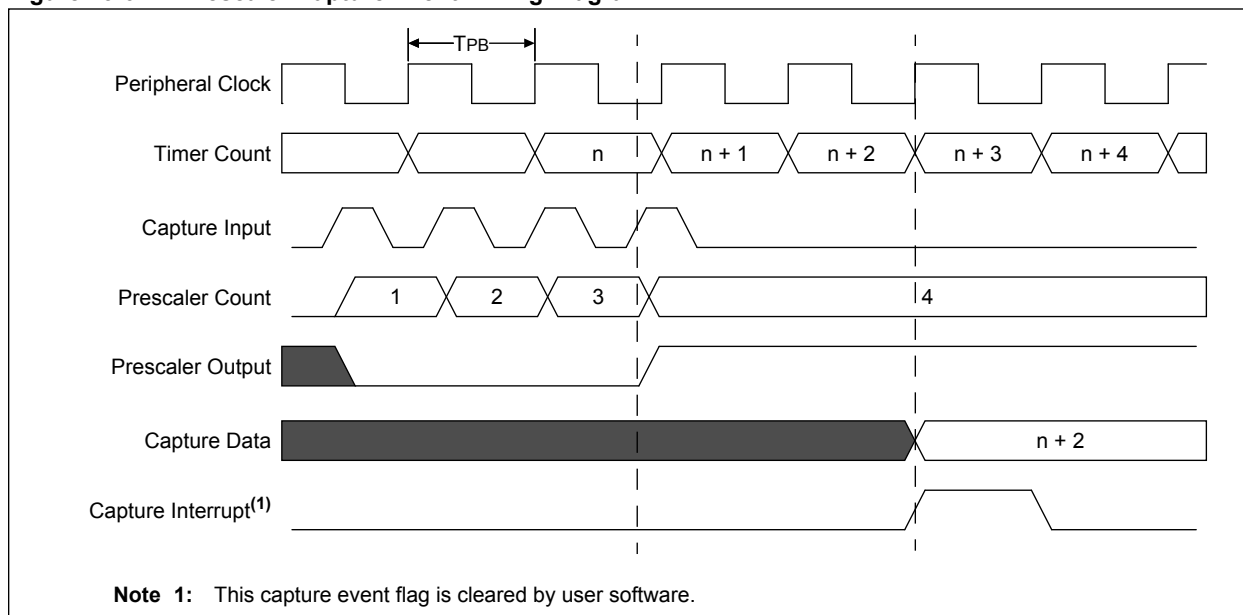 TPB
Peripheral Clock
Timer Count
n
n + 1
n + 2
n + 3
n + 4
Capture Input
Prescaler Count
1
2
3
4
Prescaler Output
Capture Data
n + 2
Capture Interrupt(1)
Note 1: This capture event flag is cleared by user software.